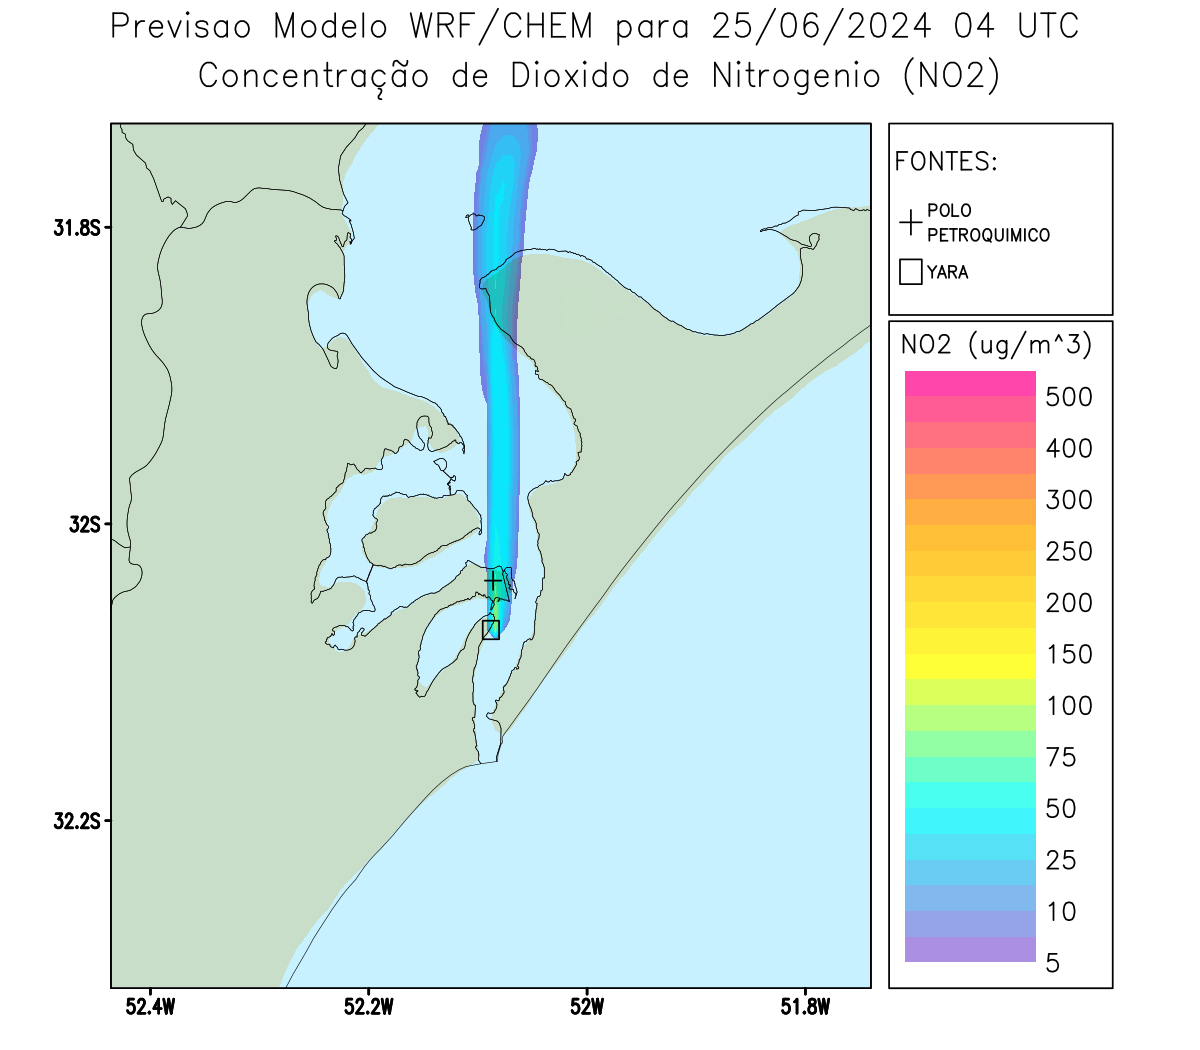 Previsao Modelo WRF/CHEM para 25/06/2024 04 UTC
Concentração de Dioxido de Nitrogenio (NO2)
FONTES:
POLO
PETROQUIMICO
YARA
NO2 (ug/m^3)
500
400
300
250
200
150
100
75
50
25
10
5
31.8S
32S
32.2S
52.4W
52.2W
52W
51.8W